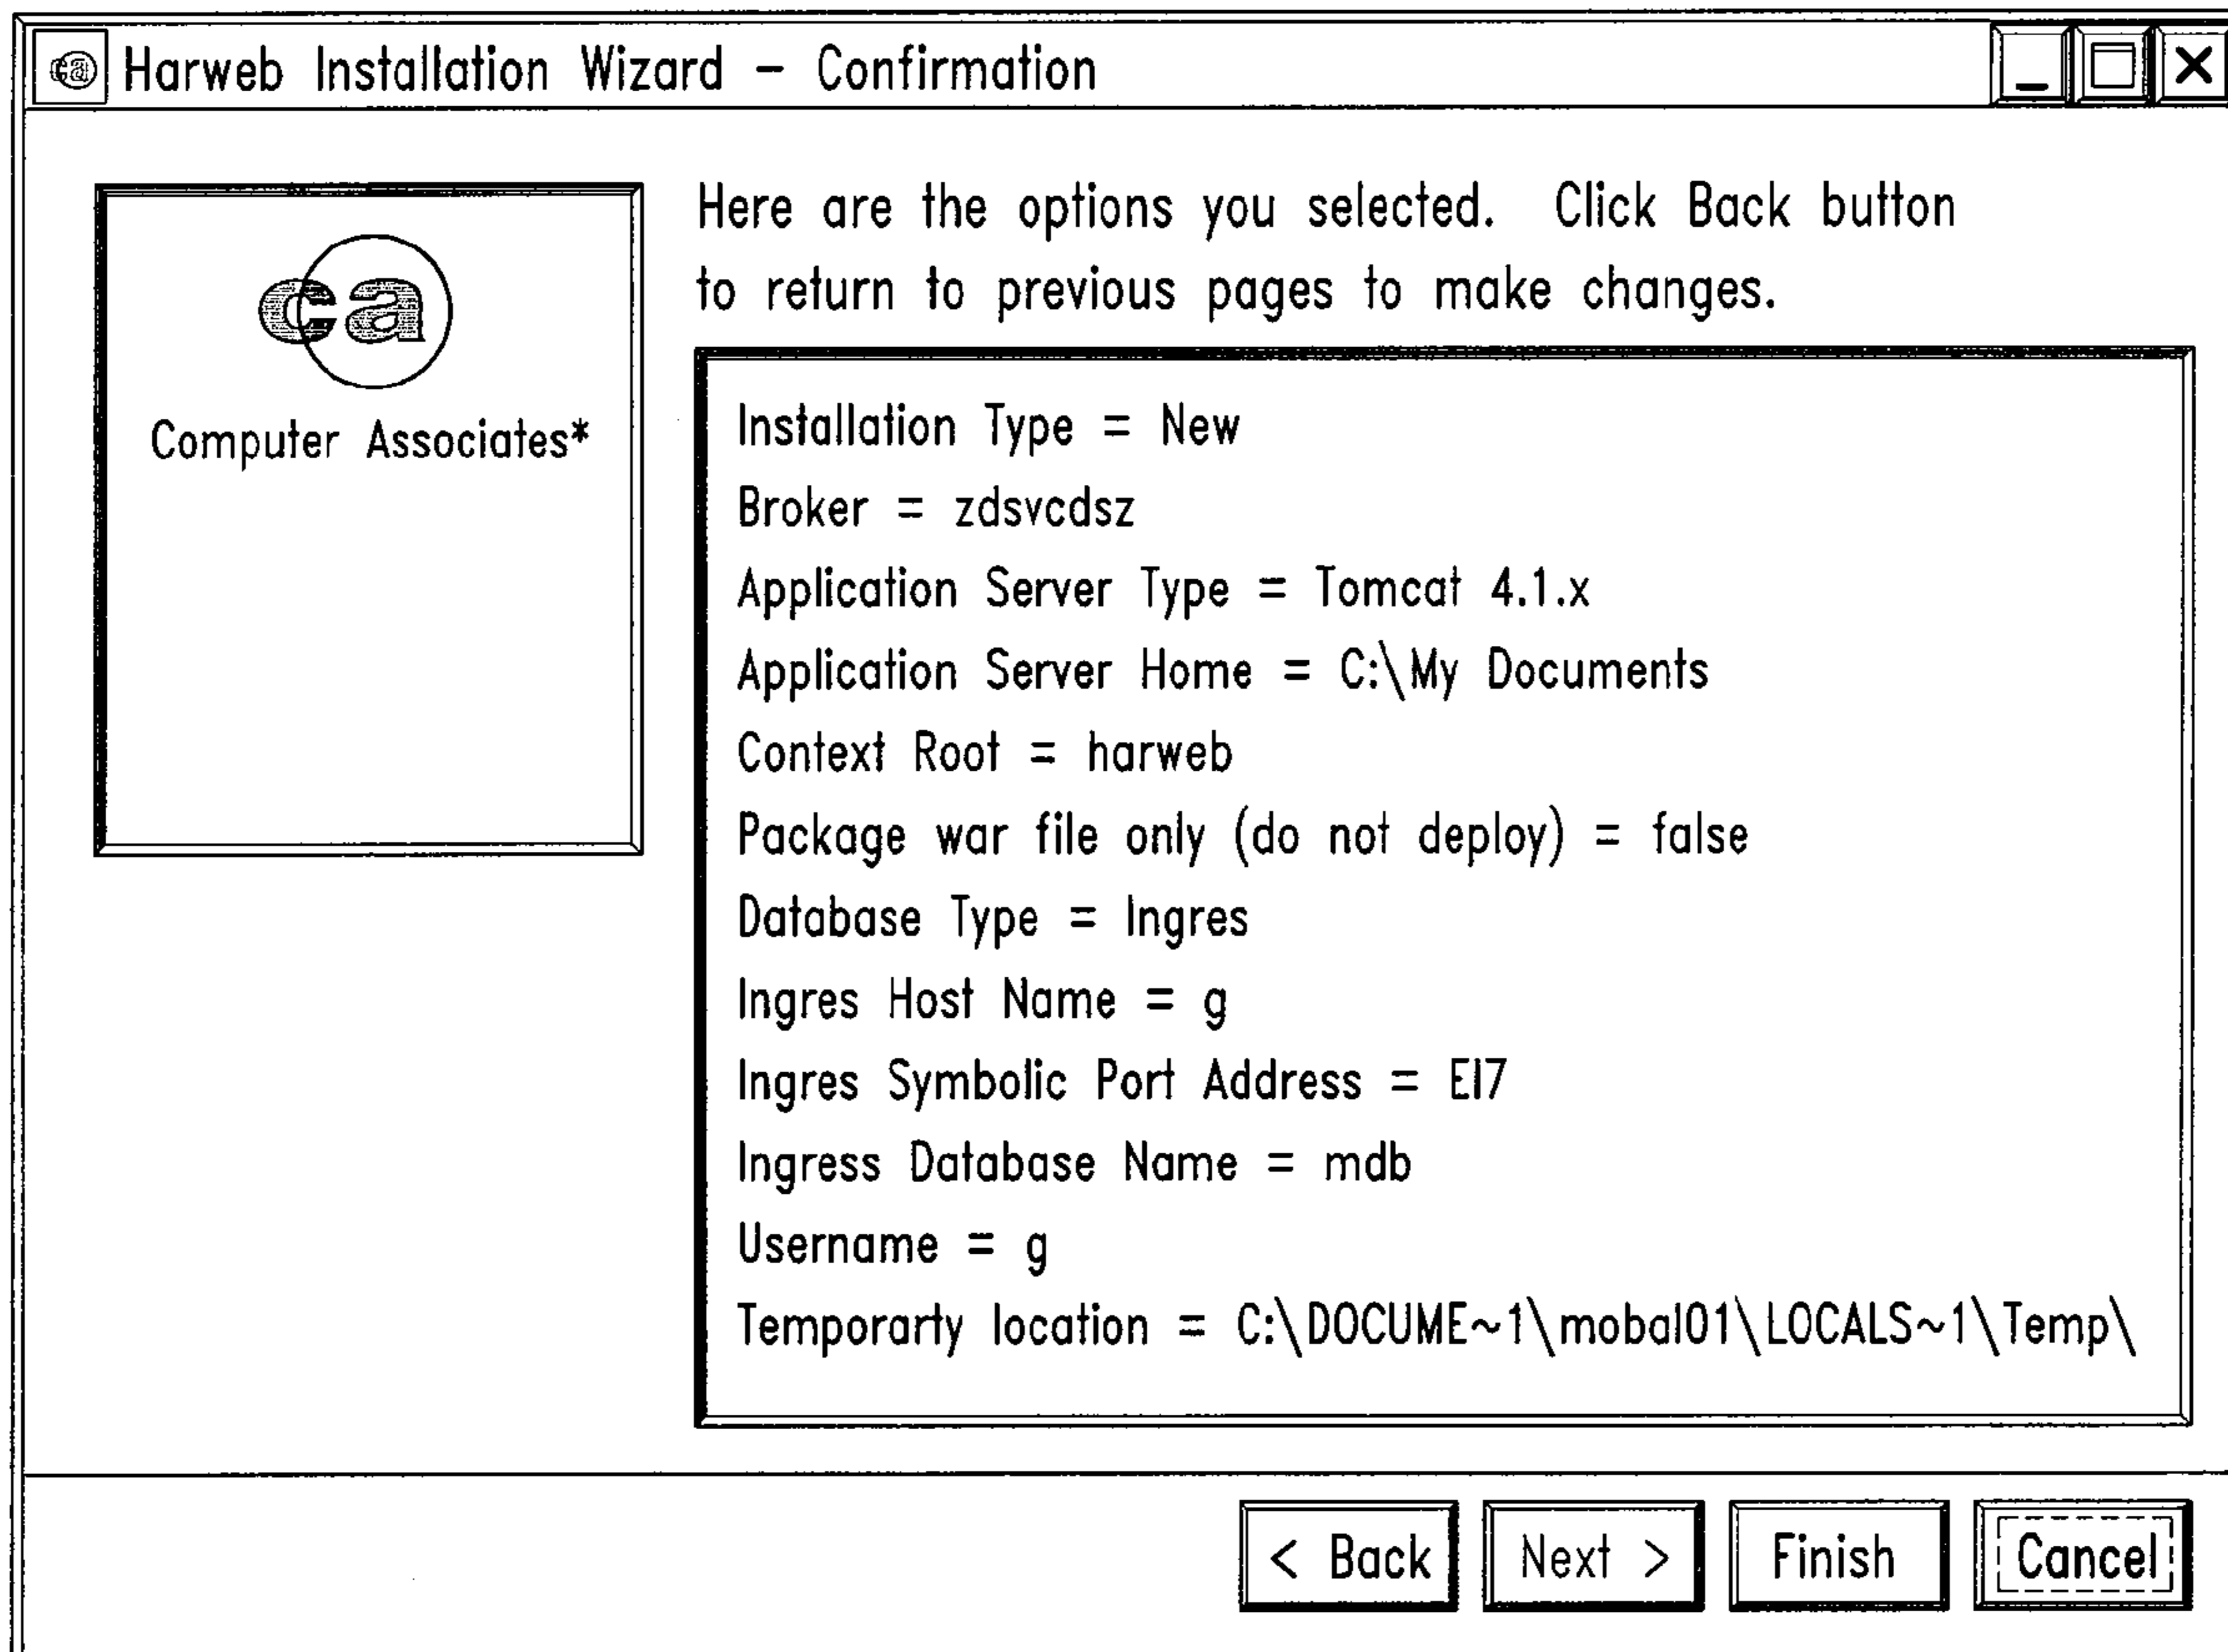 ca Harweb Installation Wizard – Confirmation
ca
Computer Associates*
Here are the options you selected. Click Back button
to return to previous pages to make changes.
Installation Type = New
Broker = zdsvcdsz
Application Server Type = Tomcat 4.1.x
Application Server Home = C:\My Documents
Context Root = harweb
Package war file only (do not deploy) = false
Database Type = Ingres
Ingres Host Name = g
Ingres Symbolic Port Address = EI7
Ingress Database Name = mdb
Username = g
Temporarty location = C:\DOCUME~1\mobal01\LOCALS~1\Temp\
< Back Next > Finish Cancel